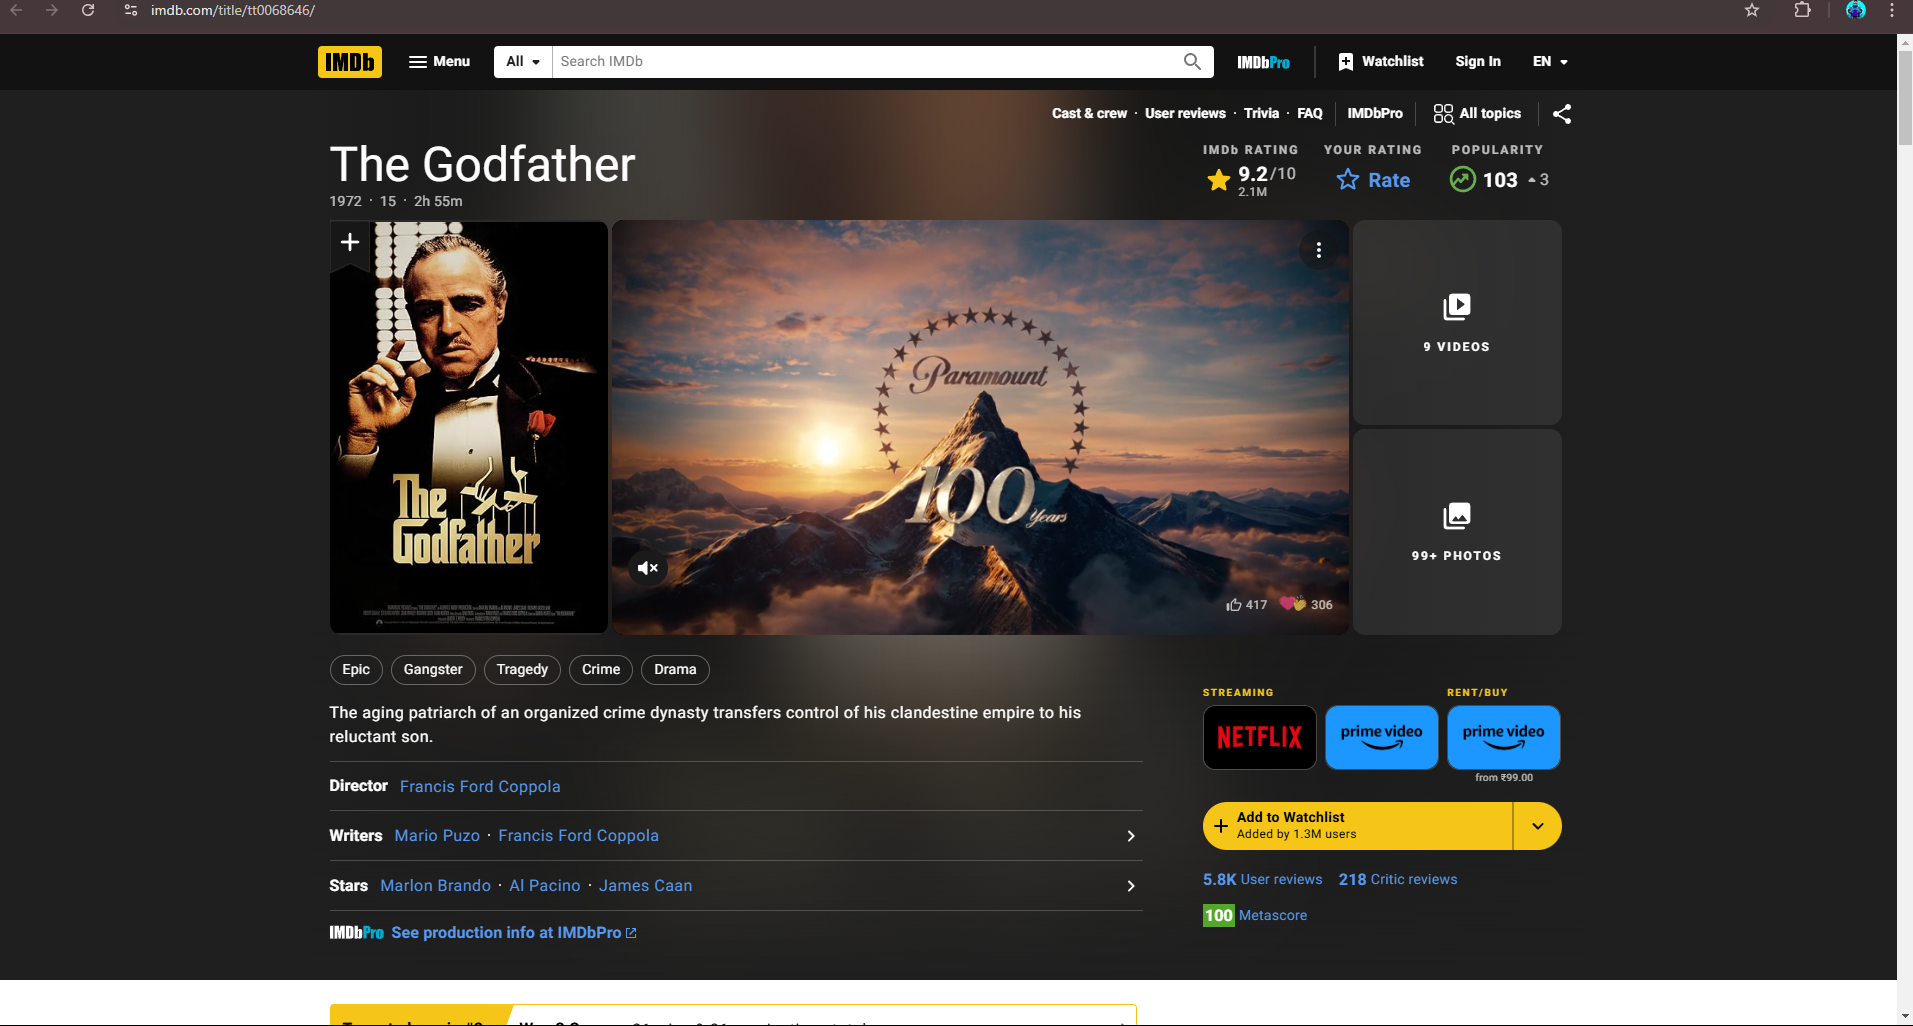 imdb.com/title/tt0068646/
IMDb Menu All Search IMDb IMDbPro Watchlist Sign In EN
Cast & crew · User reviews · Trivia · FAQ IMDbPro All topics
The Godfather
1972 · 15 · 2h 55m
IMDb RATING YOUR RATING POPULARITY
9.2/10 Rate 103 3
2.1M
The
Godfather
Paramount
100
Years
417 306
9 VIDEOS
99+ PHOTOS
Epic Gangster Tragedy Crime Drama
The aging patriarch of an organized crime dynasty transfers control of his clandestine empire to his
reluctant son.
Director Francis Ford Coppola
Writers Mario Puzo · Francis Ford Coppola
Stars Marlon Brando · Al Pacino · James Caan
IMDbPro See production info at IMDbPro
STREAMING RENT/BUY
NETFLIX prime video prime video
from ₹99.00
Add to Watchlist
Added by 1.3M users
5.8K User reviews 218 Critic reviews
100 Metascore